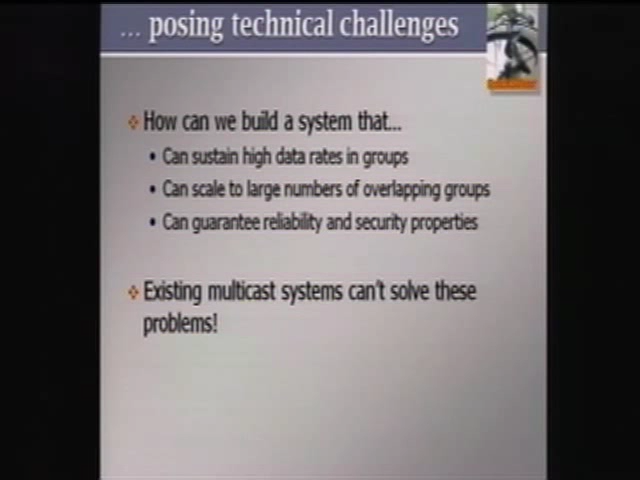 ... posing technical challenges
How can we build a system that...
• Can sustain high data rates in groups
• Can scale to large numbers of overlapping groups
• Can guarantee reliability and security properties
Existing multicast systems can't solve these
problems!